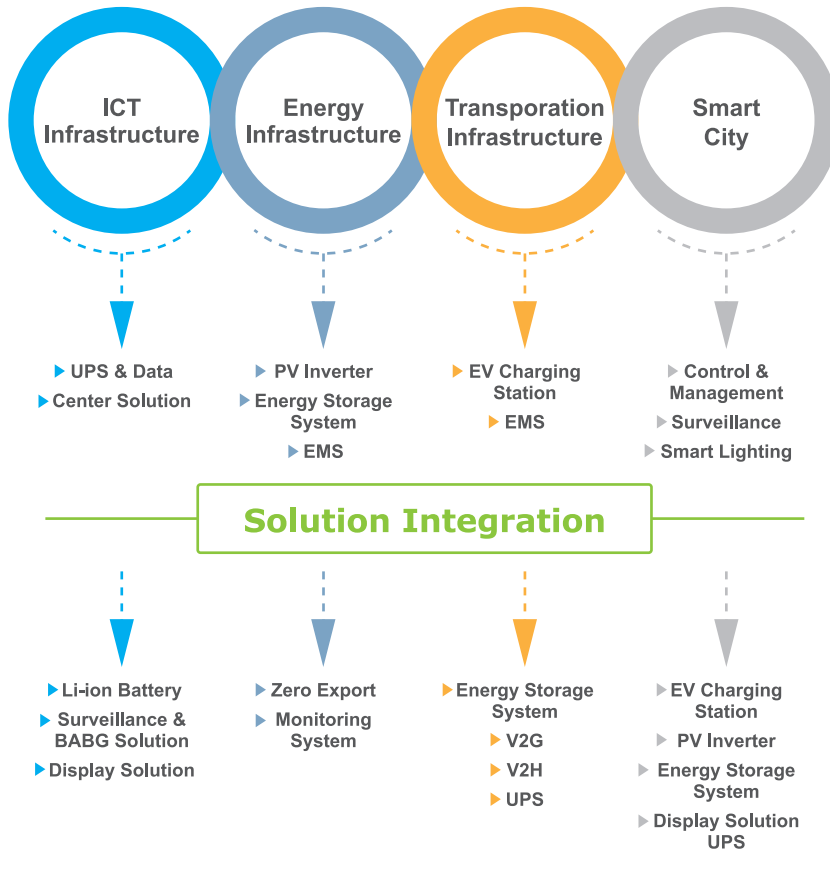 ICT
Infrastructure
Energy
Infrastructure
Transporation
Infrastructure
Smart
City
UPS & Data
Center Solution
PV Inverter
Energy Storage
System
EMS
EV Charging
Station
EMS
Control &
Management
Surveillance
Smart Lighting
Solution Integration
Li-ion Battery
Surveillance &
BABG Solution
Display Solution
Zero Export
Monitoring
System
Energy Storage
System
V2G
V2H
UPS
EV Charging
Station
PV Inverter
Energy Storage
System
Display Solution
UPS